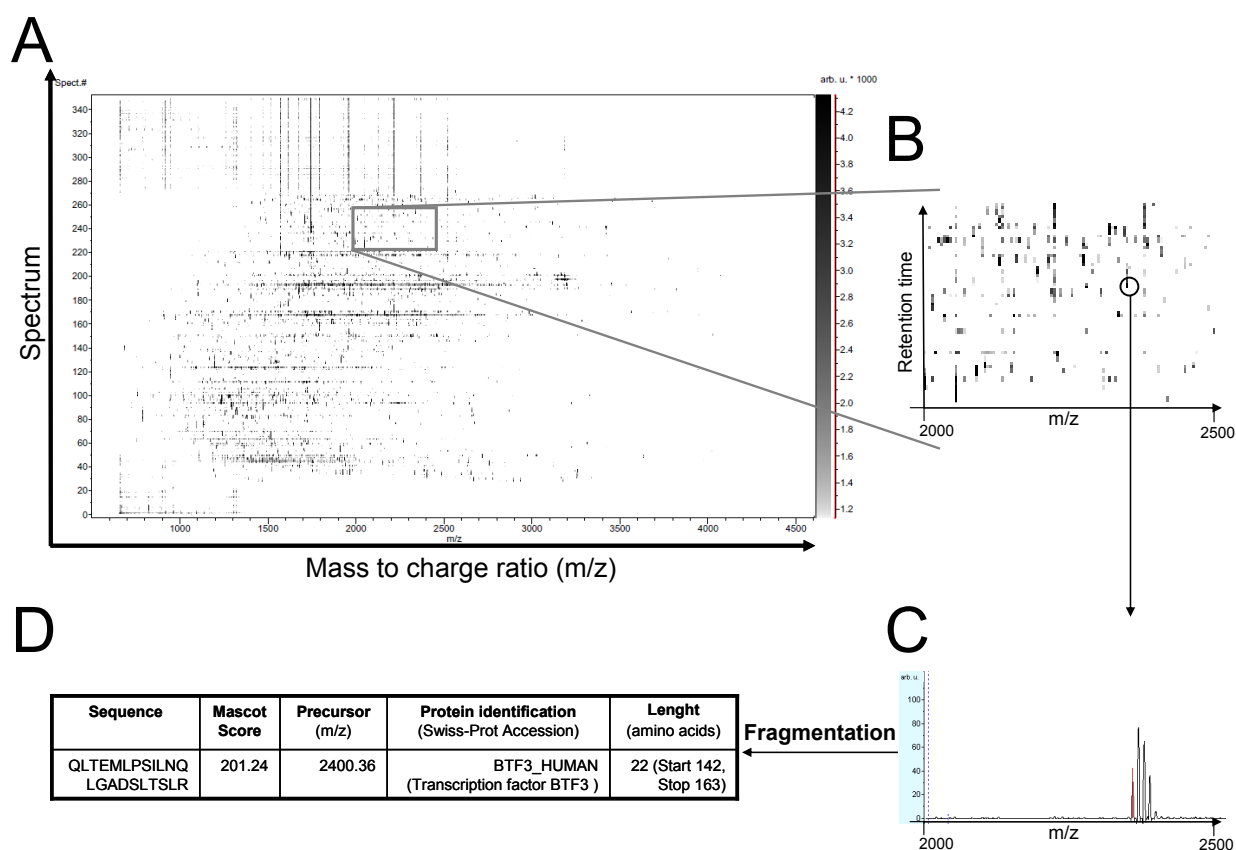 A
Spect.#
arb. u. * 1000
340
320
300
280
260
240
220
200
180
160
140
120
100
80
60
40
20
0
Spectrum
1000
1500
2000
2500
3000
3500
4000
4500
m/z
Mass to charge ratio (m/z)
4.2
4.0
3.8
3.6
3.4
3.2
3.0
2.8
2.6
2.4
2.2
2.0
1.8
1.6
1.4
1.2
B
Retention time
m/z
2000
2500
C
arb. u.
100
80
60
40
20
0
m/z
2000
2500
Fragmentation
D
Sequence
Mascot Score
Precursor (m/z)
Protein identification (Swiss-Prot Accession)
Lenght (amino acids)
QLTEMLPSILNQ
LGADSLTSLR
201.24
2400.36
BTF3_HUMAN
(Transcription factor BTF3 )
22 (Start 142,
Stop 163)